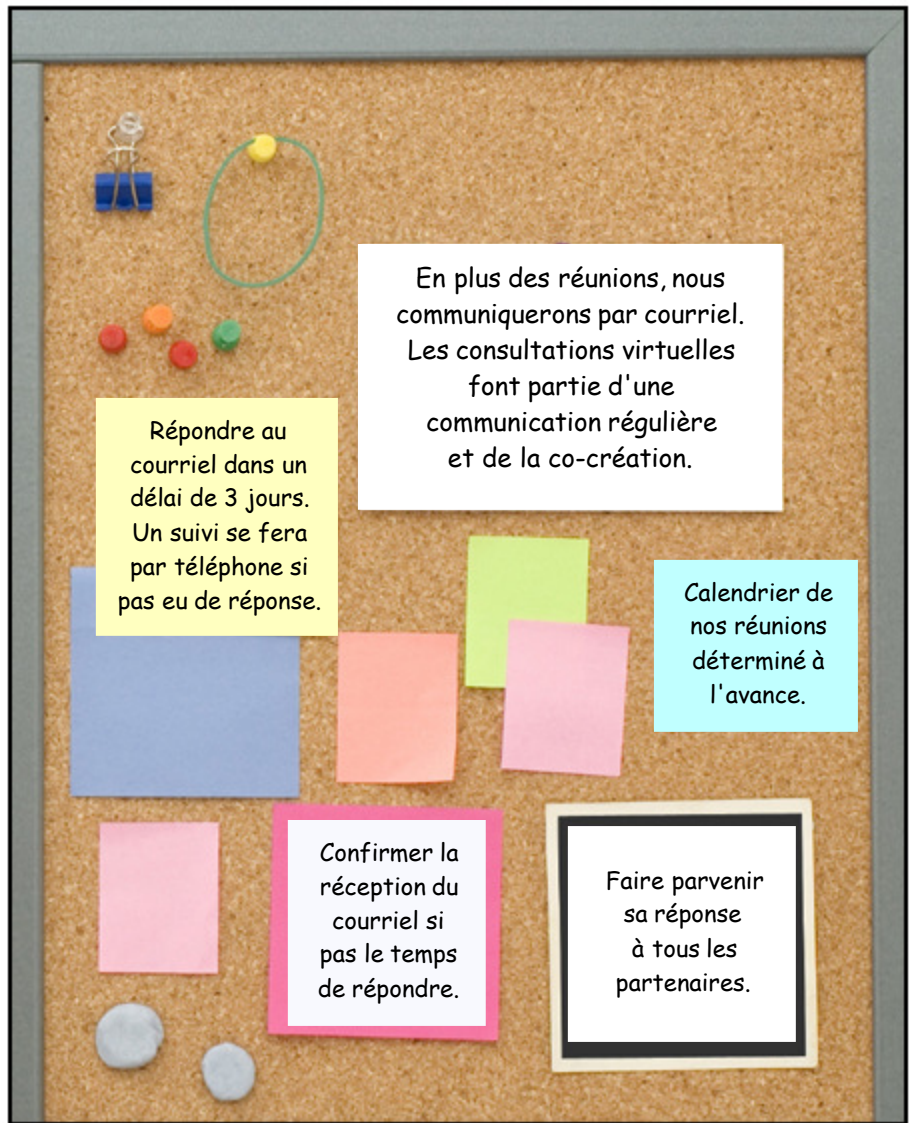 En plus des réunions, nous
communiquerons par courriel.
Les consultations virtuelles
font partie d'une
communication régulière
et de la co-création.
Répondre au
courriel dans un
délai de 3 jours.
Un suivi se fera
par téléphone si
pas eu de réponse.
Calendrier de
nos réunions
déterminé à
l'avance.
Confirmer la
réception du
courriel si
pas le temps
de répondre.
Faire parvenir
sa réponse
à tous les
partenaires.